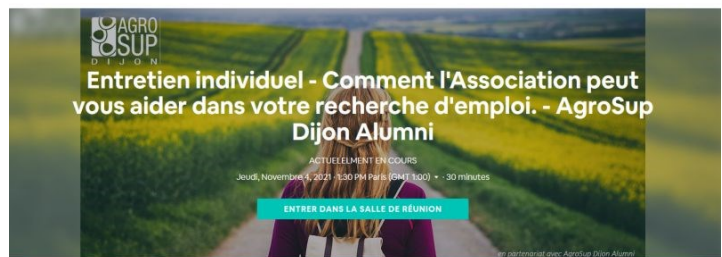 AGRO
SUP
DIJON
Entretien individuel - Comment l'Association peut
vous aider dans votre recherche d'emploi. - AgroSup
Dijon Alumni
ACTUELELMENT EN COURS
Jeudi, Novembre 4, 2021 - 1:30 PM Paris (GMT 1:00) • - 30 minutes
ENTRER DANS LA SALLE DE RÉUNION
en partenariat avec AgroSup Dijon Alumni